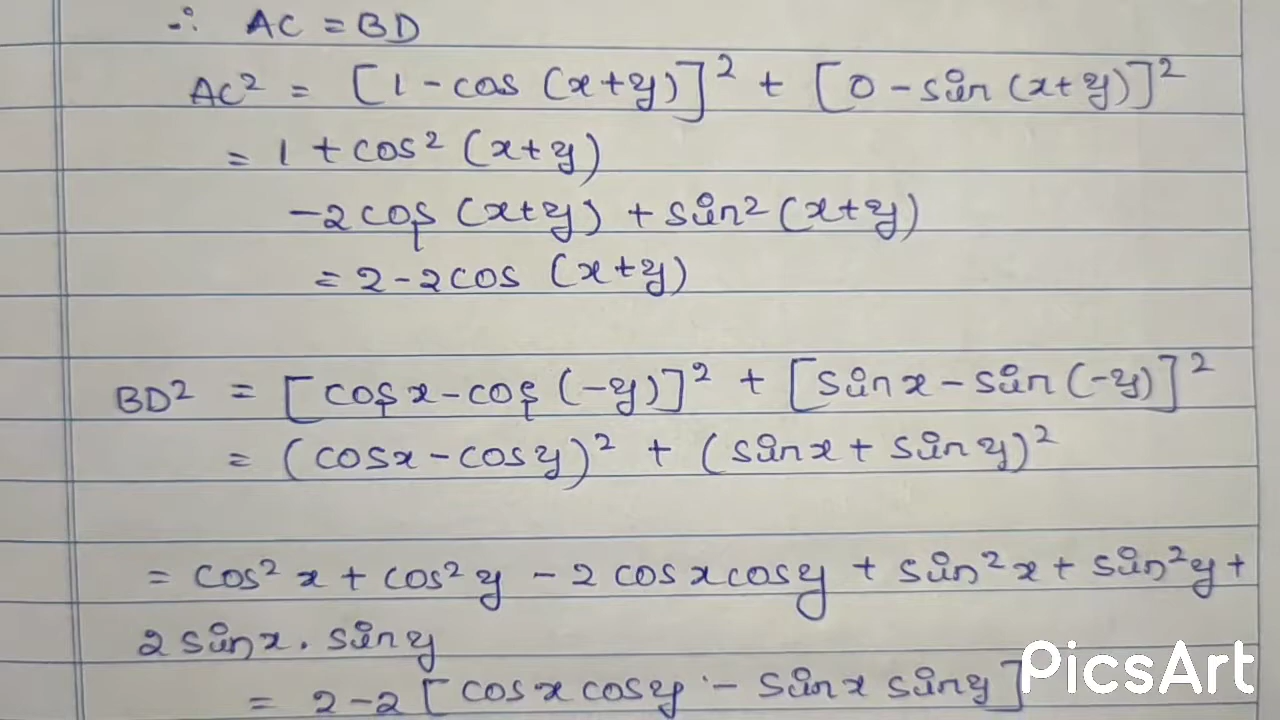 ∴ AC = BD
AC² = [1 - cos (x+y)]² + [0 - sin (x+y)]²
= 1 + cos² (x+y)
-2 cos (x+y) + sin² (x+y)
= 2 - 2 cos (x+y)
BD² = [cos x - cos (-y)]² + [sin x - sin (-y)]²
= (cos x - cos y)² + (sin x + sin y)²
= cos² x + cos² y - 2 cos x cos y + sin² x + sin² y +
2 sin x . sin y
= 2 - 2 [cos x cos y - sin x sin y]
PicsArt